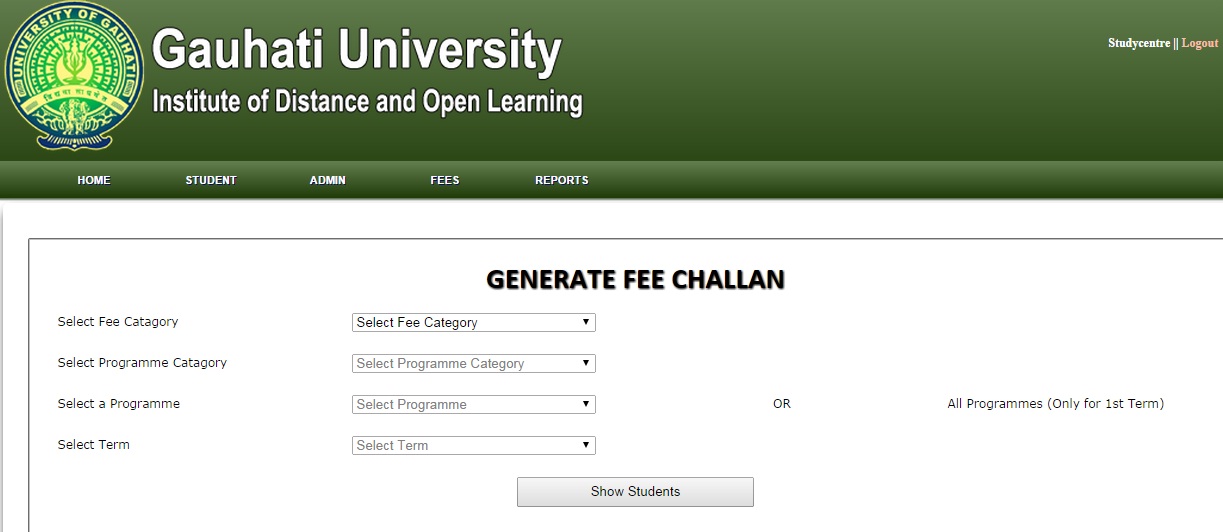 UNIVERSITY OF GAUHATI
Gauhati University
Institute of Distance and Open Learning
Studycentre || Logout
HOME STUDENT ADMIN FEES REPORTS
GENERATE FEE CHALLAN
Select Fee Catagory Select Fee Category
Select Programme Catagory Select Programme Category
Select a Programme Select Programme OR All Programmes (Only for 1st Term)
Select Term Select Term
Show Students